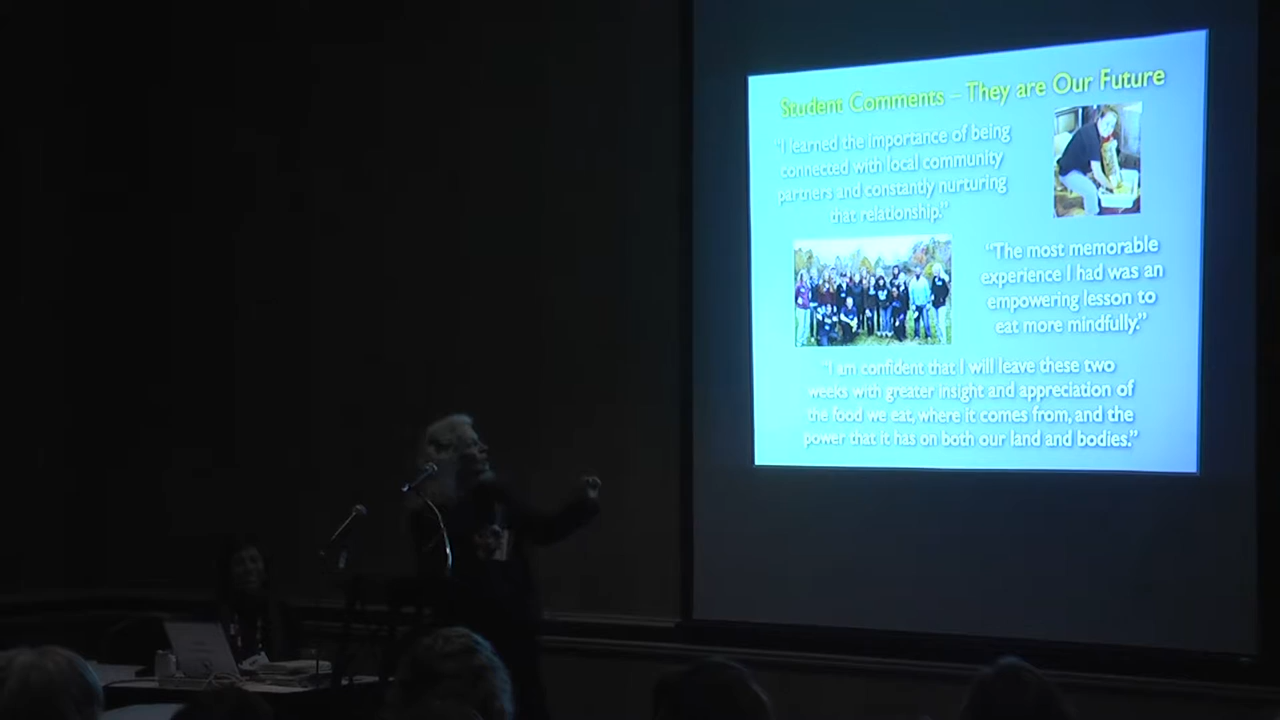 Student Comments – They are Our Future
"I learned the importance of being
connected with local community
partners and constantly nurturing
that relationship."
"The most memorable
experience I had was an
empowering lesson to
eat more mindfully."
"I am confident that I will leave these two
weeks with greater insight and appreciation of
the food we eat, where it comes from, and the
power that it has on both our land and bodies."